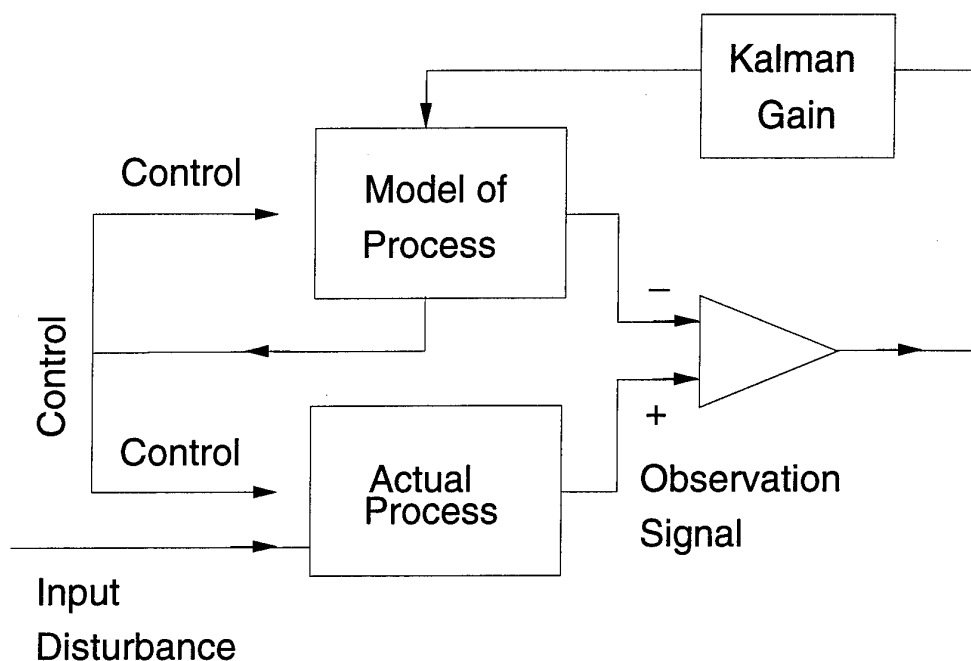 Kalman
Gain
Control
Model of
Process
−
Control
+
Control
Actual
Process
Observation
Signal
Input
Disturbance